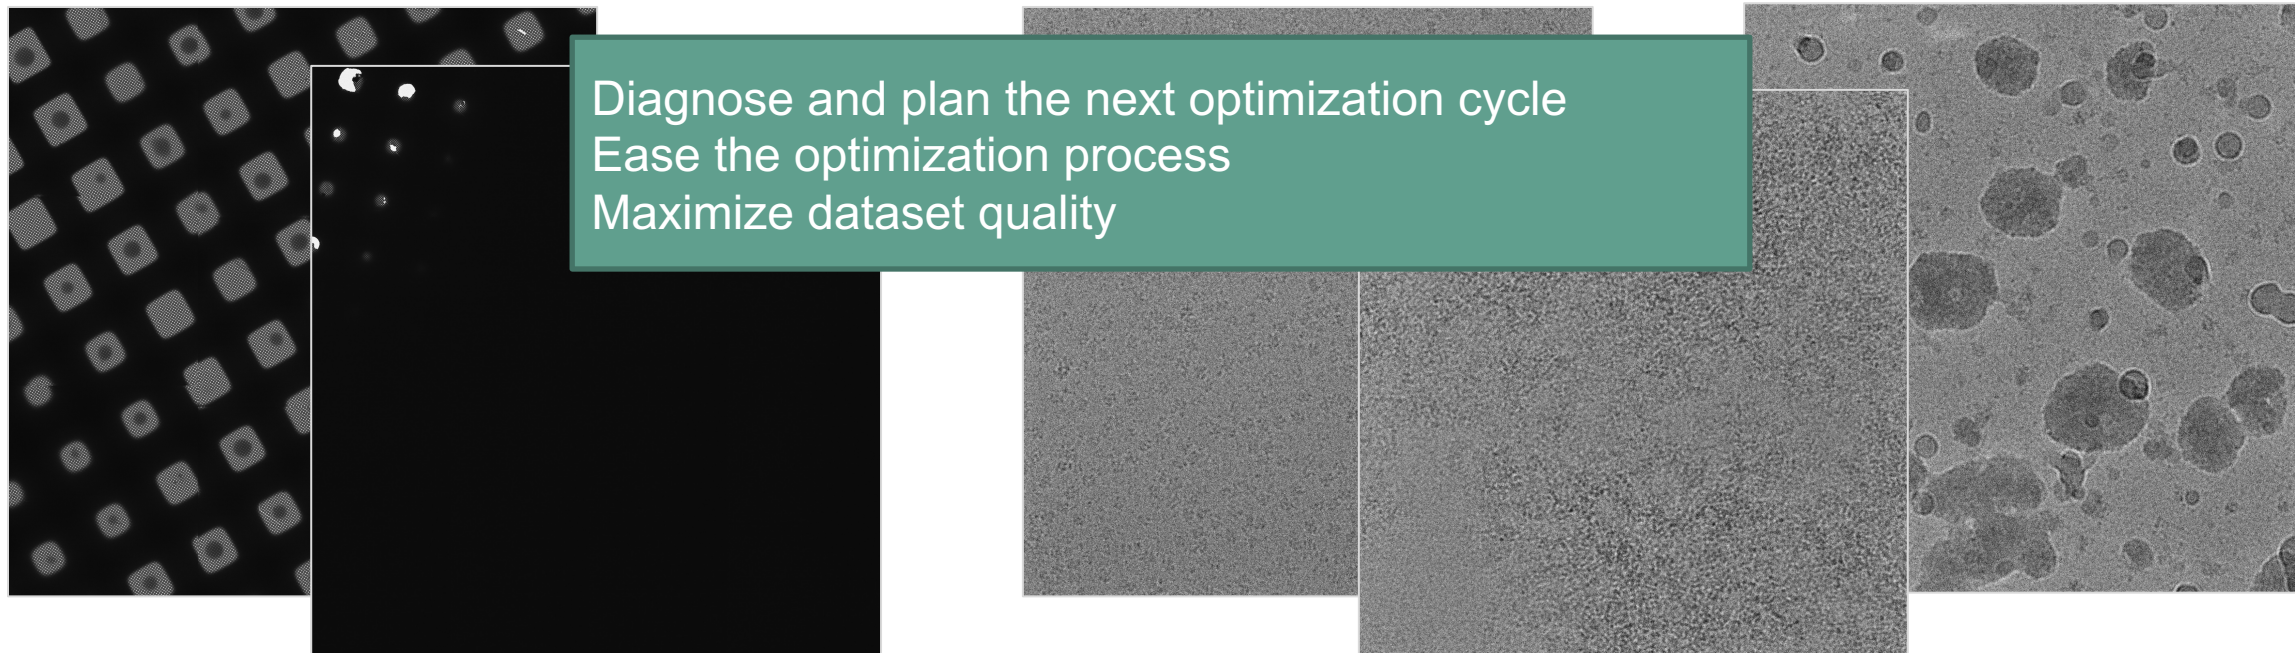 Diagnose and plan the next optimization cycle
Ease the optimization process
Maximize dataset quality